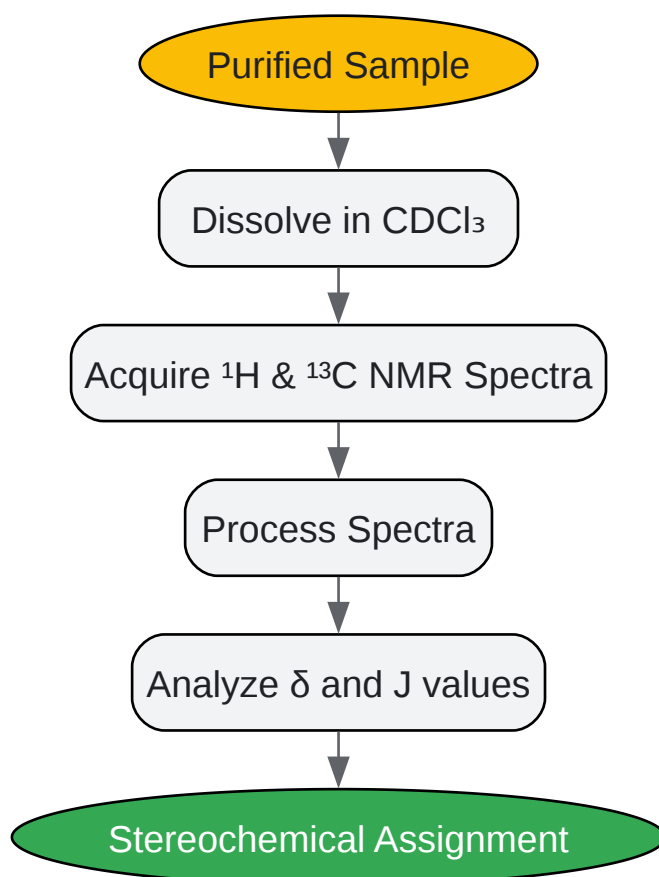 Purified Sample
Dissolve in CDCl₃
Acquire ¹H & ¹³C NMR Spectra
Process Spectra
Analyze δ and J values
Stereochemical Assignment